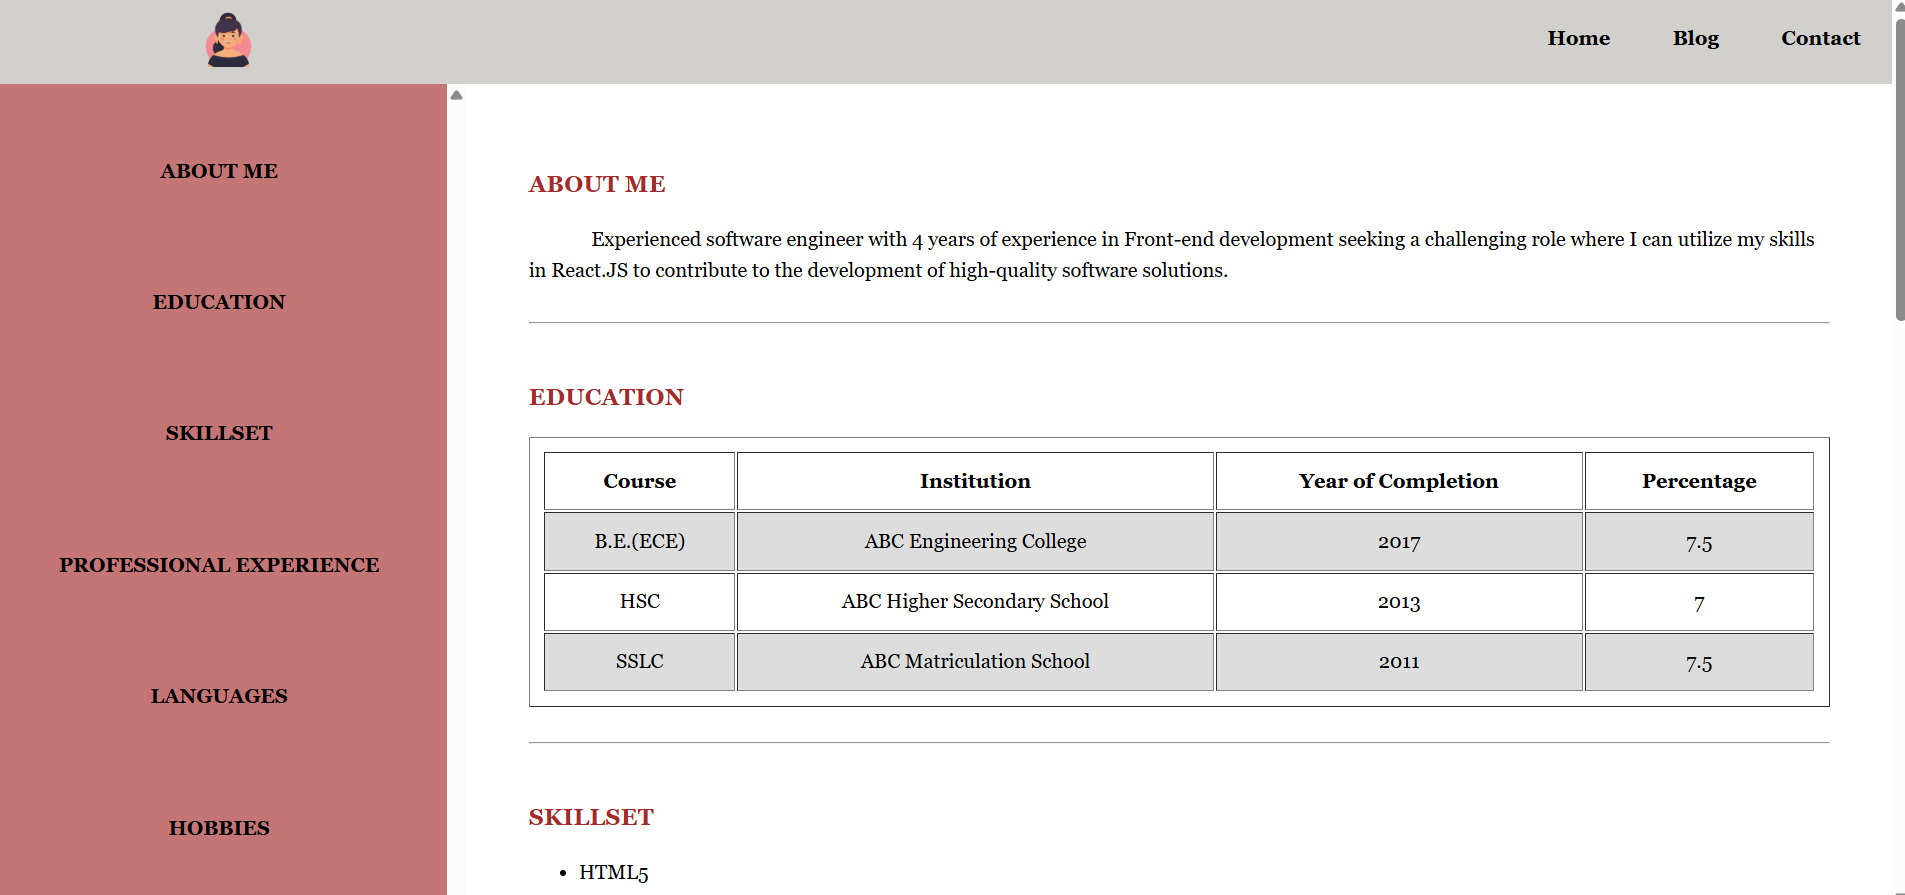 Home Blog Contact
ABOUT ME
EDUCATION
SKILLSET
PROFESSIONAL EXPERIENCE
LANGUAGES
HOBBIES
ABOUT ME
Experienced software engineer with 4 years of experience in Front-end development seeking a challenging role where I can utilize my skills
in React.JS to contribute to the development of high-quality software solutions.
EDUCATION
Course Institution Year of Completion Percentage
B.E.(ECE) ABC Engineering College 2017 7.5
HSC ABC Higher Secondary School 2013 7
SSLC ABC Matriculation School 2011 7.5
SKILLSET
• HTML5